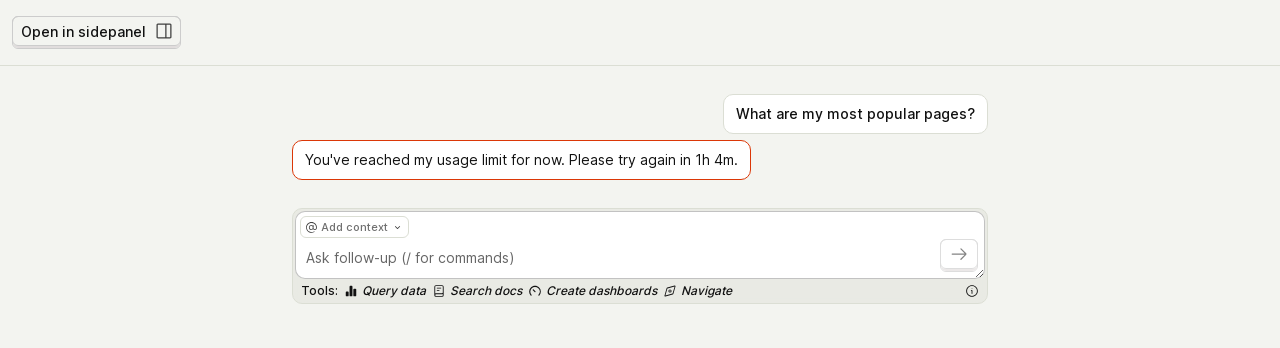 Open in sidepanel
What are my most popular pages?
You've reached my usage limit for now. Please try again in 1h 4m.
@ Add context
Ask follow-up (/ for commands)
Tools: Query data Search docs Create dashboards Navigate